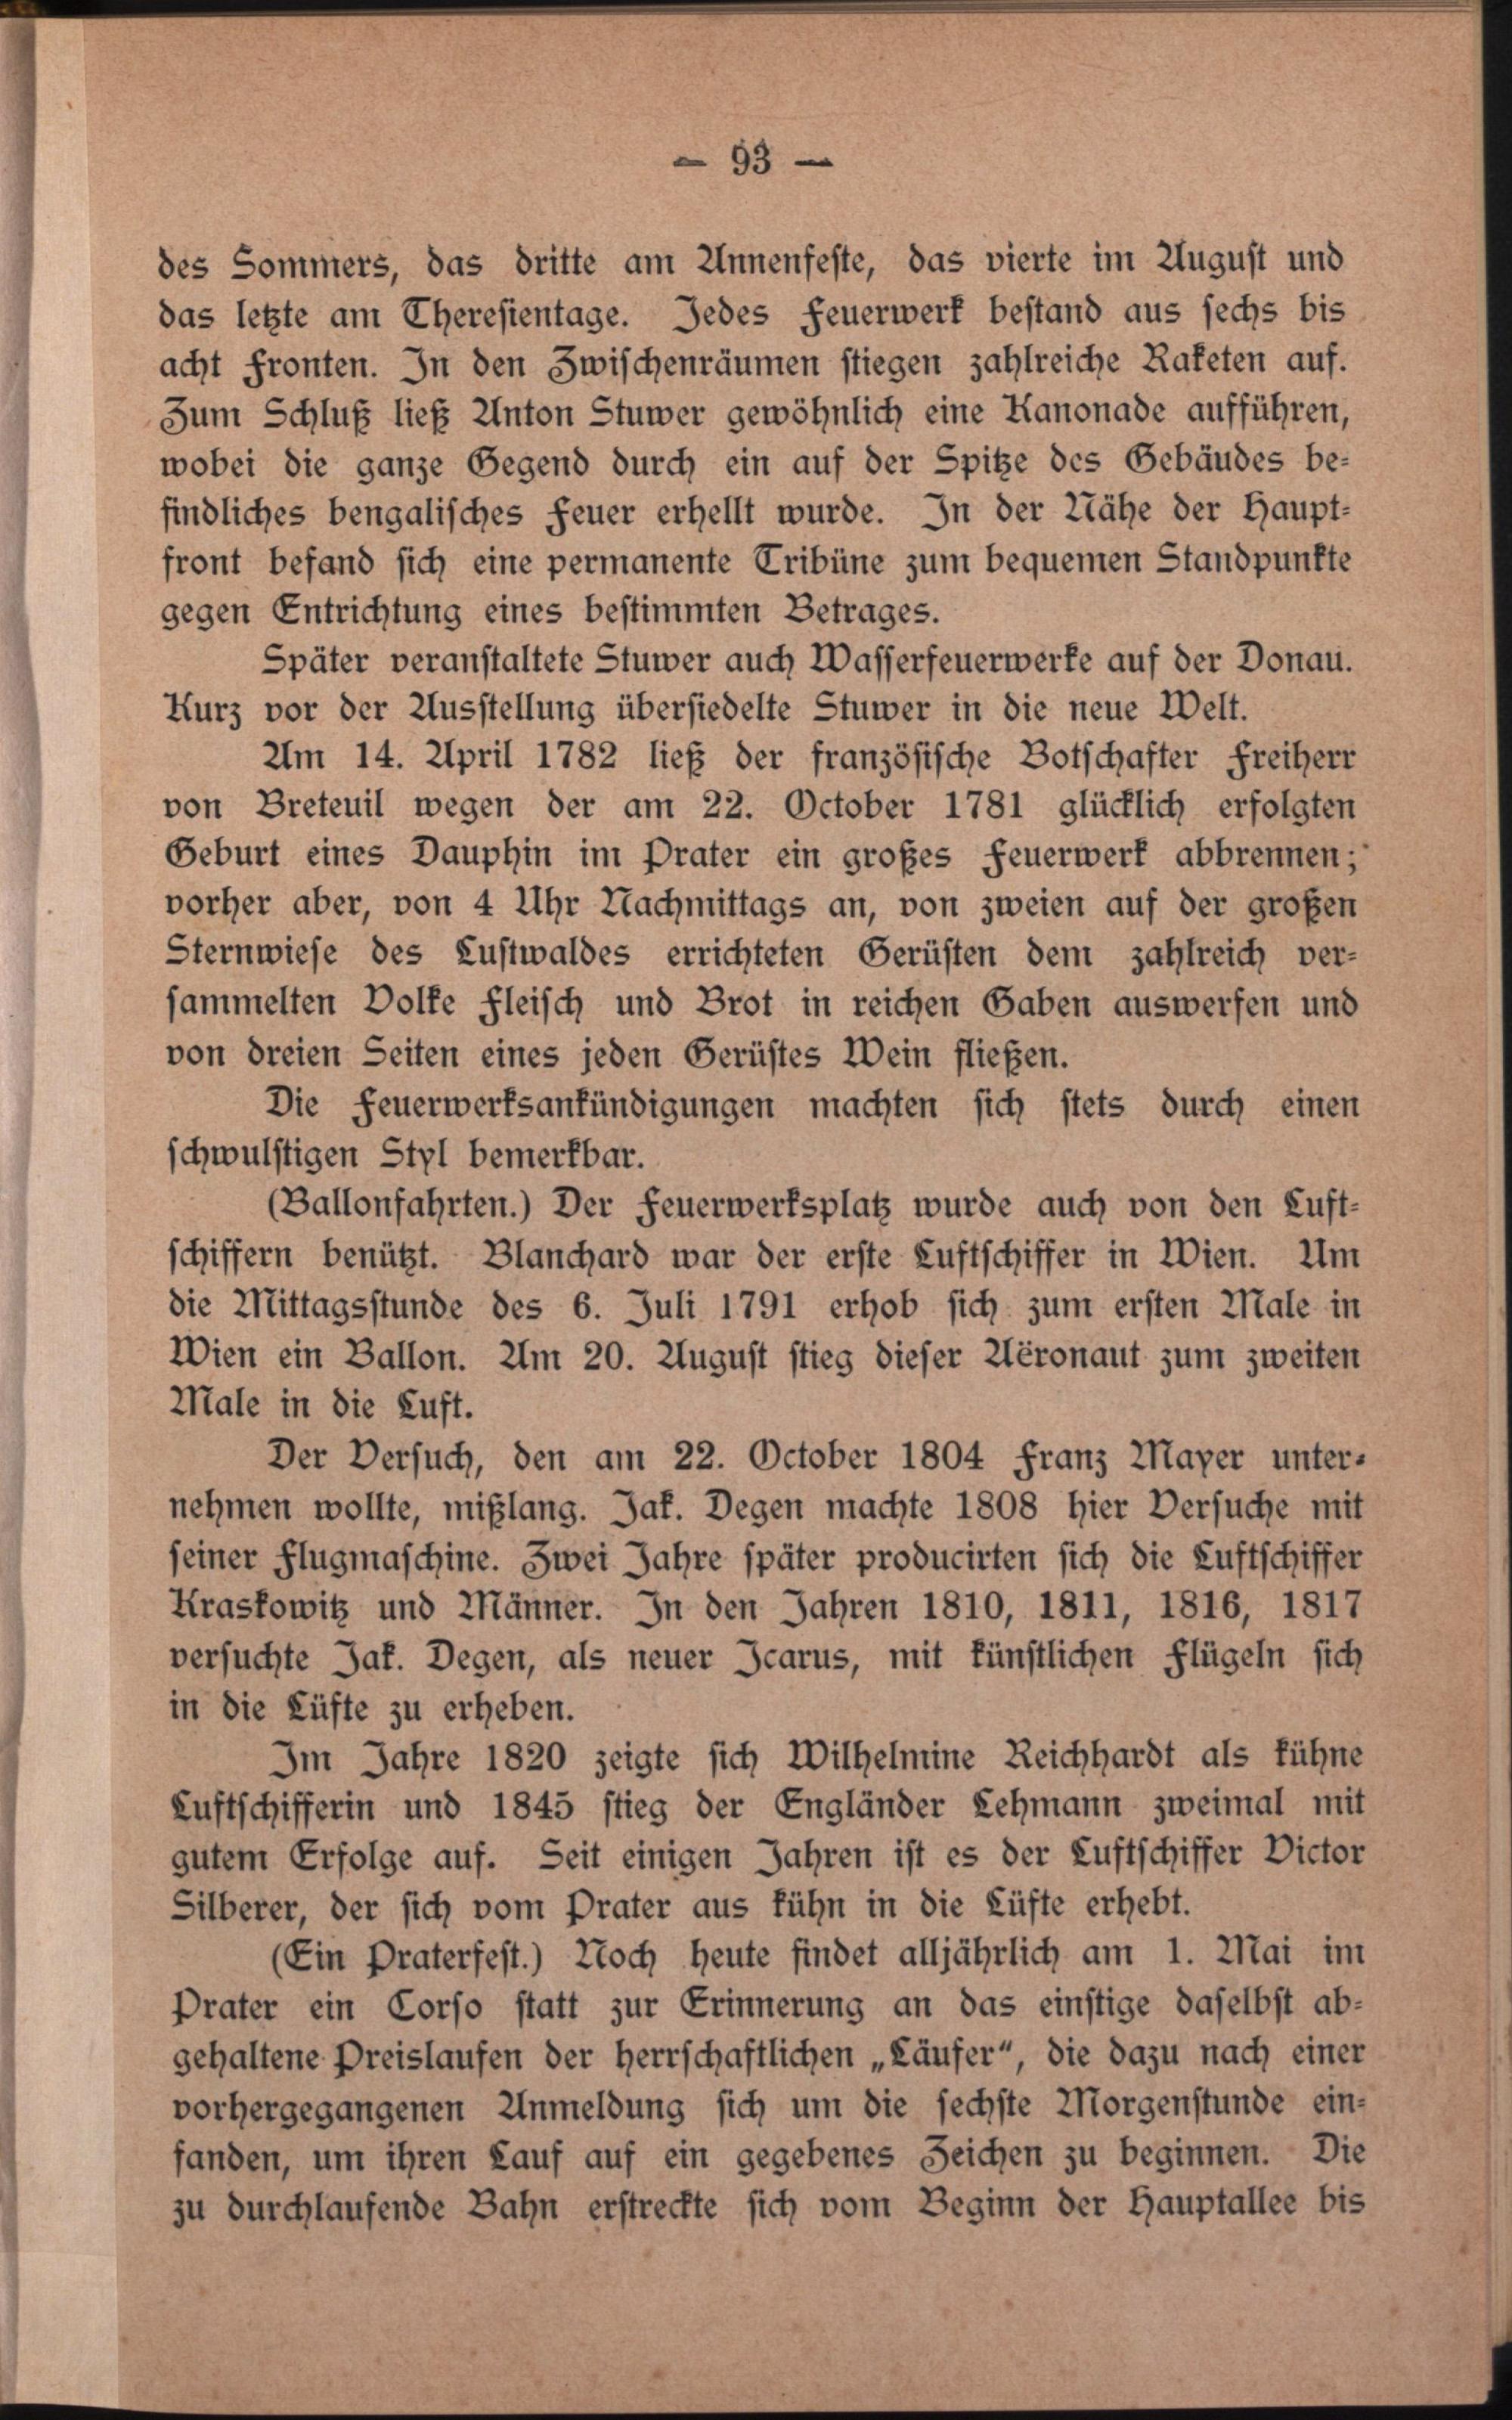 — 93 —
des Sommers, das dritte am Annenfeste, das vierte im August und
das letzte am Theresientage. Jedes Feuerwerk bestand aus sechs bis
acht Fronten. In den Zwischenräumen stiegen zahlreiche Raketen auf.
Zum Schluß ließ Anton Stuwer gewöhnlich eine Kanonade aufführen,
wobei die ganze Gegend durch ein auf der Spitze des Gebäudes be-
findliches bengalisches Feuer erhellt wurde. In der Nähe der Haupt-
front befand sich eine permanente Tribüne zum bequemen Standpunkte
gegen Entrichtung eines bestimmten Betrages.
Später veranstaltete Stuwer auch Wasserfeuerwerke auf der Donau.
Kurz vor der Ausstellung übersiedelte Stuwer in die neue Welt.
Am 14. April 1782 ließ der französische Botschafter Freiherr
von Breteuil wegen der am 22. October 1781 glücklich erfolgten
Geburt eines Dauphin im Prater ein großes Feuerwerk abbrennen;
vorher aber, von 4 Uhr Nachmittags an, von zweien auf der großen
Sternwiese des Lustwaldes errichteten Gerüsten dem zahlreich ver-
sammelten Volke Fleisch und Brot in reichen Gaben auswerfen und
von dreien Seiten eines jeden Gerüstes Wein fließen.
Die Feuerwerksankündigungen machten sich stets durch einen
schwulstigen Styl bemerkbar.
(Ballonfahrten.) Der Feuerwerksplatz wurde auch von den Luft-
schiffern benützt. Blanchard war der erste Luftschiffer in Wien. Um
die Mittagsstunde des 6. Juli 1791 erhob sich zum ersten Male in
Wien ein Ballon. Am 20. August stieg dieser Aëronaut zum zweiten
Male in die Luft.
Der Versuch, den am 22. October 1804 Franz Mayer unter-
nehmen wollte, mißlang. Jak. Degen machte 1808 hier Versuche mit
seiner Flugmaschine. Zwei Jahre später producirten sich die Luftschiffer
Kraskowitz und Männer. In den Jahren 1810, 1811, 1816, 1817
versuchte Jak. Degen, als neuer Icarus, mit künstlichen Flügeln sich
in die Lüfte zu erheben.
Im Jahre 1820 zeigte sich Wilhelmine Reichhardt als kühne
Luftschifferin und 1845 stieg der Engländer Lehmann zweimal mit
gutem Erfolge auf. Seit einigen Jahren ist es der Luftschiffer Victor
Silberer, der sich vom Prater aus kühn in die Lüfte erhebt.
(Ein Praterfest.) Noch heute findet alljährlich am 1. Mai im
Prater ein Corso statt zur Erinnerung an das einstige daselbst ab-
gehaltene Preislaufen der herrschaftlichen „Läufer“, die dazu nach einer
vorhergegangenen Anmeldung sich um die sechste Morgenstunde ein-
fanden, um ihren Lauf auf ein gegebenes Zeichen zu beginnen. Die
zu durchlaufende Bahn erstreckte sich vom Beginn der Hauptallee bis